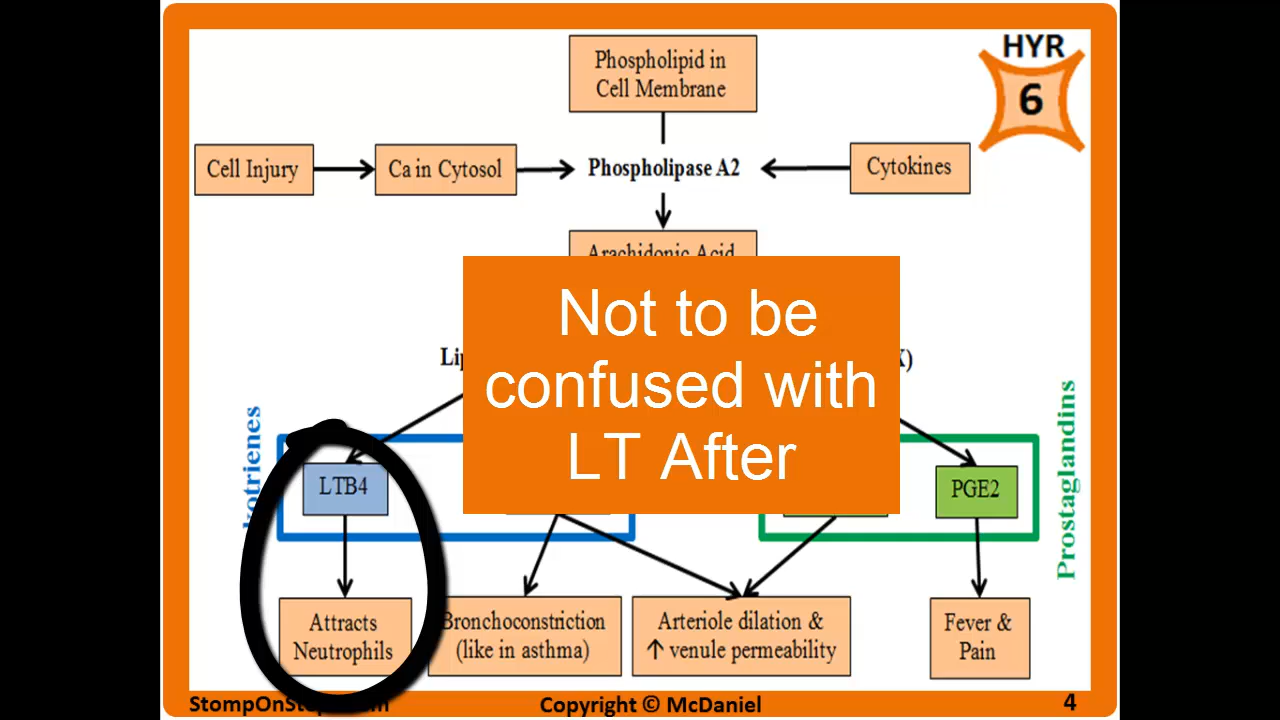 Phospholipid in
Cell Membrane
HYR
6
Cell Injury
Ca in Cytosol
Phospholipase A2
Cytokines
Arachidonic Acid
Not to be
confused with
LT After
LTB4
PGE2
Prostaglandins
Attracts
Neutrophils
Bronchoconstriction
(like in asthma)
Arteriole dilation &
↑ venule permeability
Fever &
Pain
Copyright © McDaniel
4